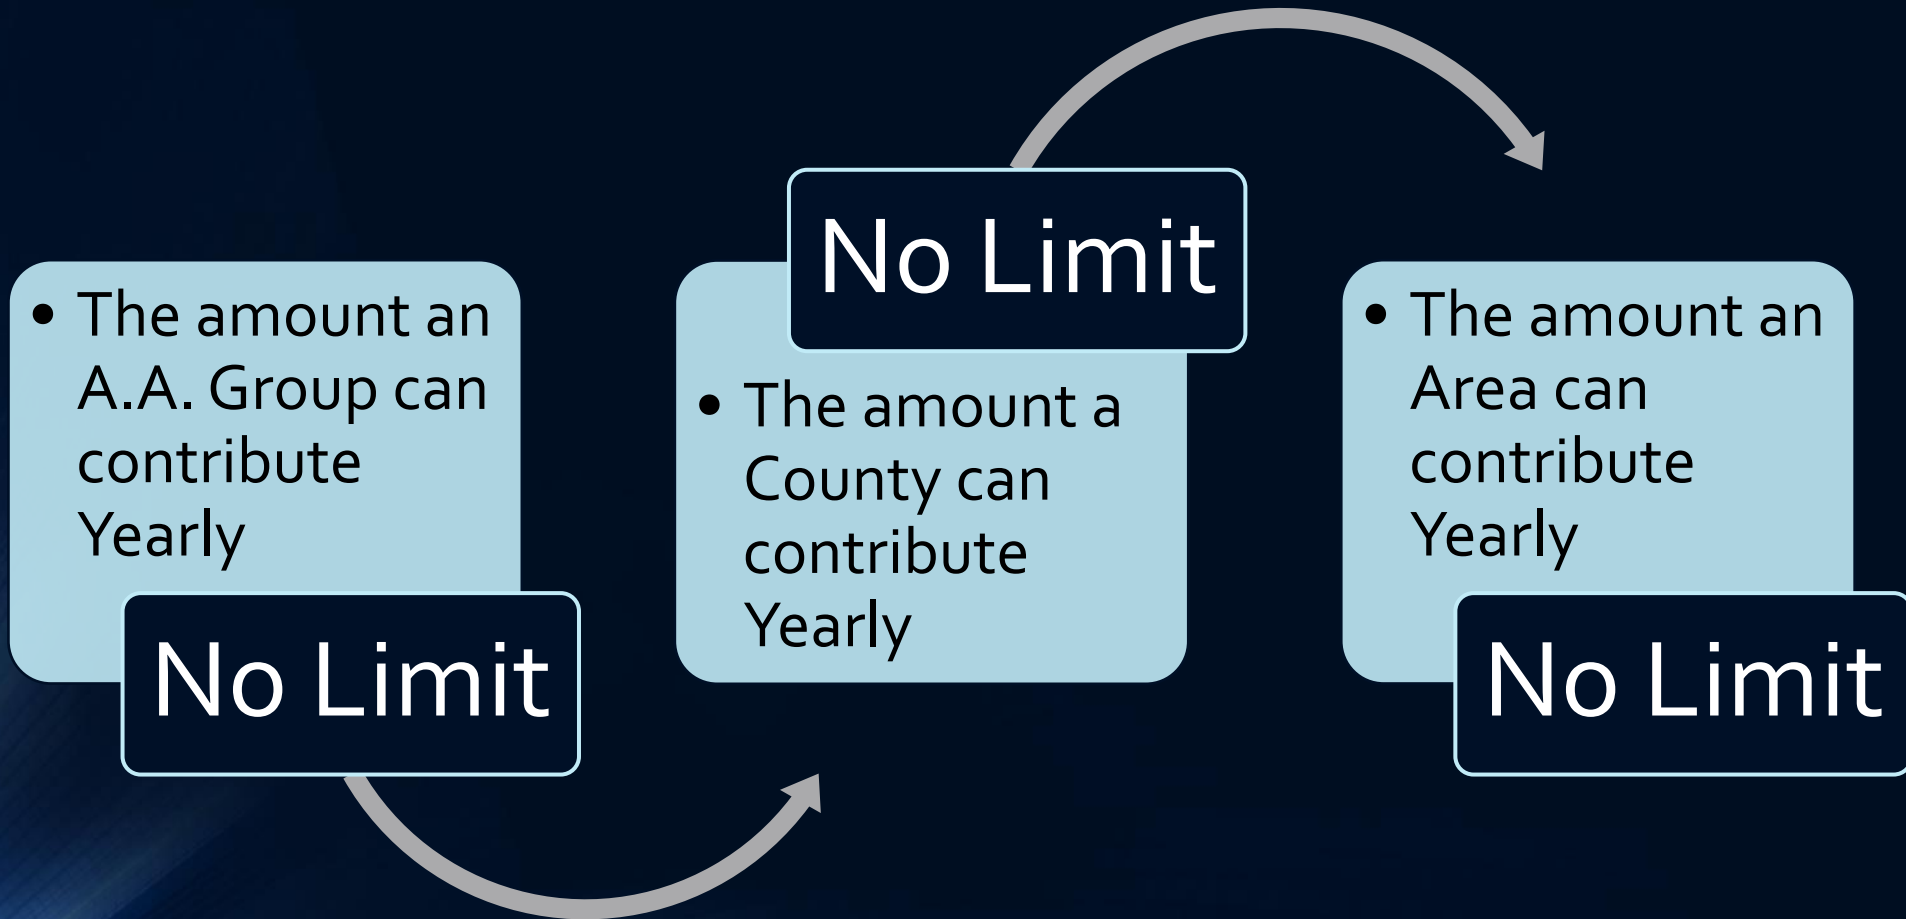 • The amount an
A.A. Group can
contribute
Yearly
No Limit
No Limit
• The amount a
County can
contribute
Yearly
• The amount an
Area can
contribute
Yearly
No Limit